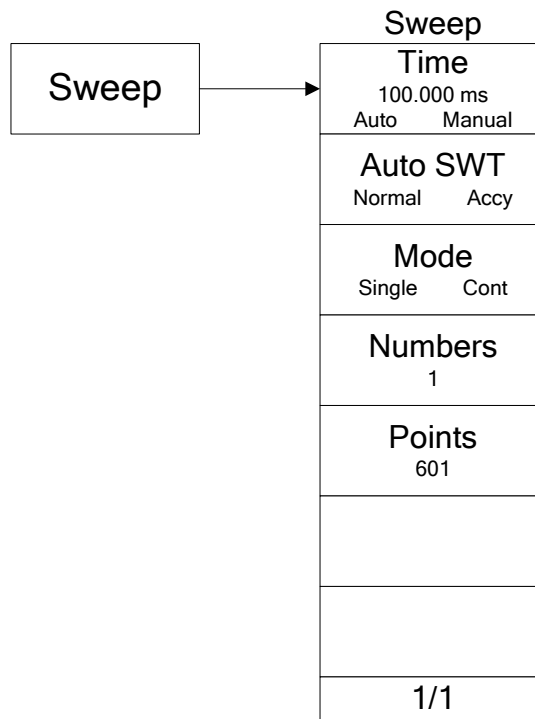 Sweep
Sweep
Time
100.000 ms
Auto Manual
Auto SWT
Normal Accy
Mode
Single Cont
Numbers
1
Points
601
1/1